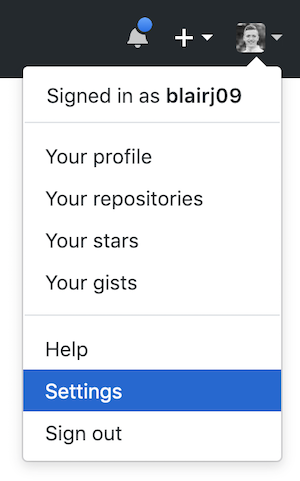 Signed in as blairj09
Your profile
Your repositories
Your stars
Your gists
Help
Settings
Sign out